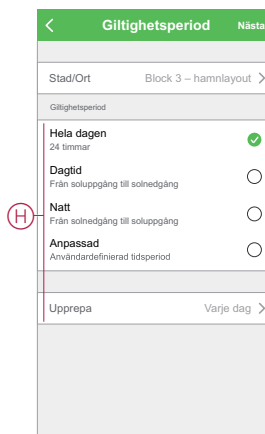 Giltighetsperiod Nästa
Stad/Ort Block 3 – hamnlayout
Giltighetsperiod
Hela dagen
24 timmar
Dagtid
Från soluppgång till solnedgång
Natt
Från solnedgång till soluppgång
H
Anpassad
Användardefinierad tidsperiod
Upprepa Varje dag